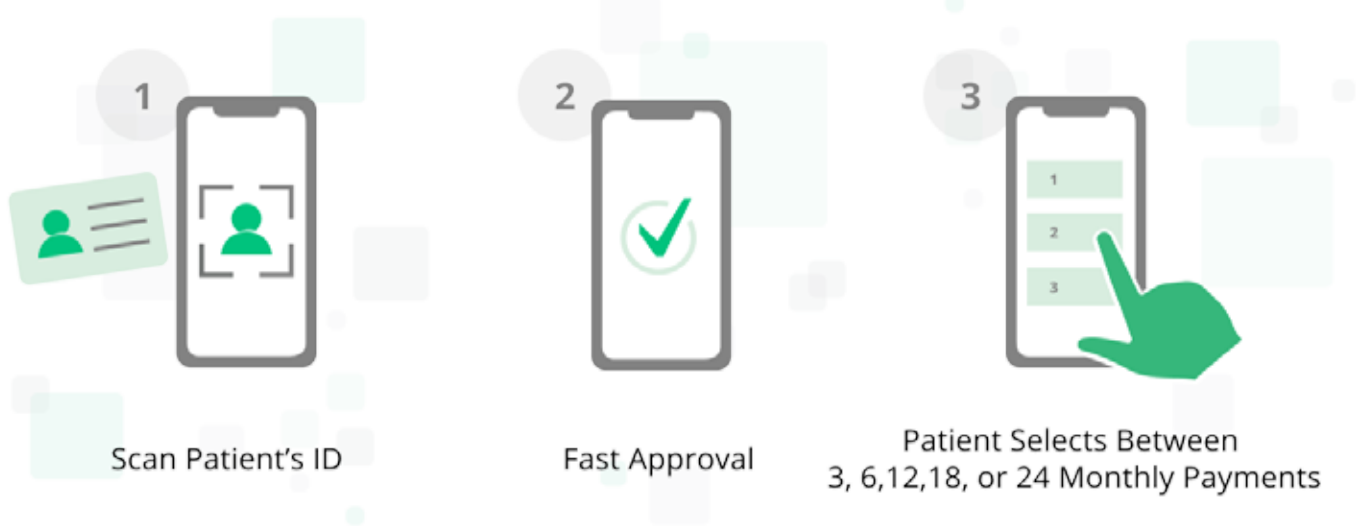 1
Scan Patient's ID
2
Fast Approval
3
1
2
3
Patient Selects Between
3, 6,12,18, or 24 Monthly Payments